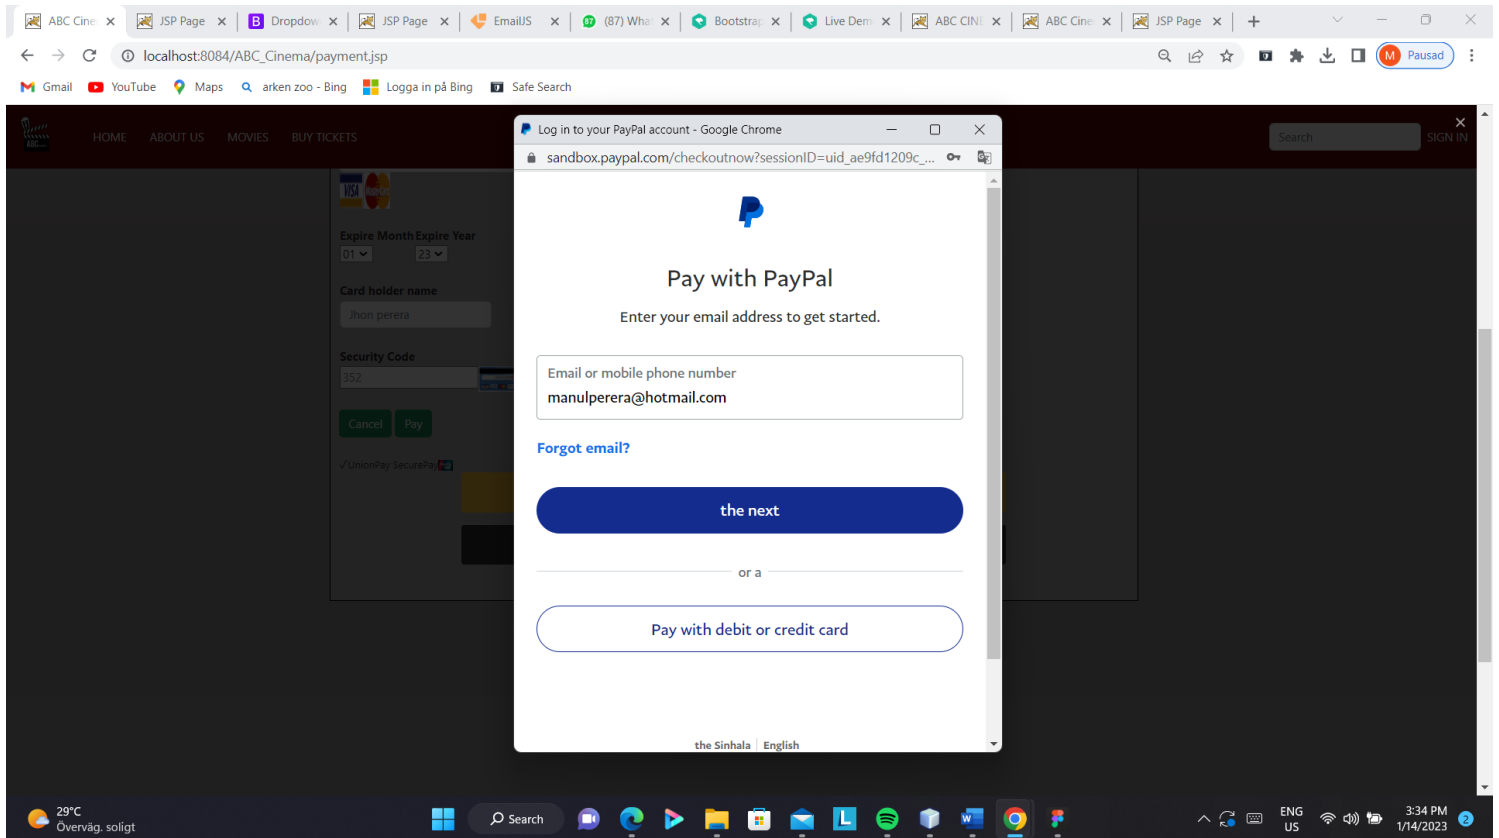 ABC Cine
JSP Page
Dropdow
JSP Page
EmailJS
(87) Wha
Bootstrap
Live Dem
ABC CINE
ABC Cine
JSP Page
localhost:8084/ABC_Cinema/payment.jsp
M
Pausad
Gmail
YouTube
Maps
arken zoo - Bing
Logga in på Bing
Safe Search
HOME
ABOUT US
MOVIES
BUY TICKETS
Search
SIGN IN
VISA
Expire Month Expire Year
01
23
Card holder name
Jhon perera
Security Code
352
Cancel
Pay
√UnionPay SecurePay
Log in to your PayPal account - Google Chrome
sandbox.paypal.com/checkoutnow?sessionID=uid_ae9fd1209c_...
Pay with PayPal
Enter your email address to get started.
Email or mobile phone number
manulperera@hotmail.com
Forgot email?
the next
or a
Pay with debit or credit card
the Sinhala
English
29°C
Överväg. soligt
Search
ENG
US
3:34 PM
1/14/2023
2